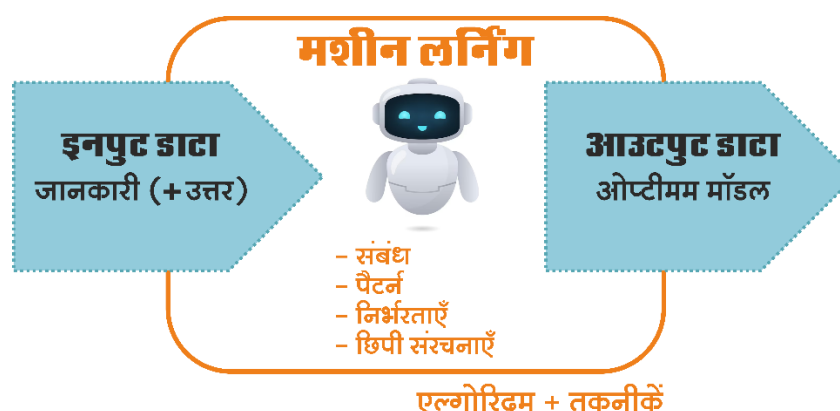 मशीन लर्निंग
इनपुट डाटा
जानकारी (+उत्तर)
आउटपुट डाटा
ओप्टीमम मॉडल
– संबंध
– पैटर्न
– निर्भरताएँ
– छिपी संरचनाएँ
एल्गोरिदम + तकनीकें